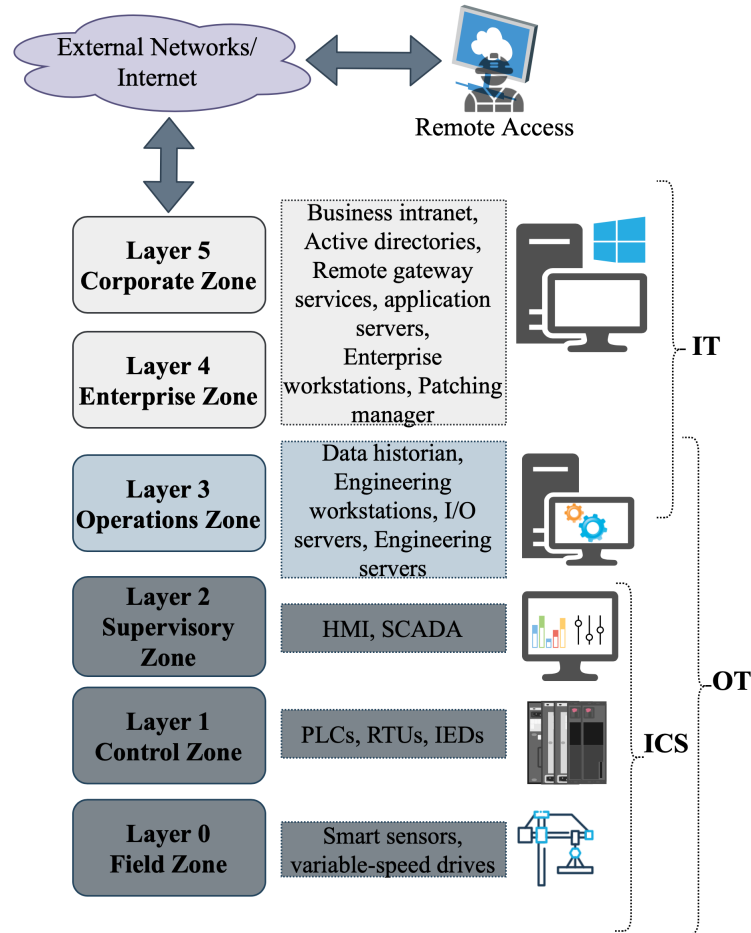 External Networks/
Internet
Remote Access
Layer 5
Corporate Zone
Business intranet,
Active directories,
Remote gateway
services, application
servers,
Enterprise
workstations, Patching
manager
Layer 4
Enterprise Zone
IT
Layer 3
Operations Zone
Data historian,
Engineering
workstations, I/O
servers, Engineering
servers
Layer 2
Supervisory
Zone
HMI, SCADA
OT
Layer 1
Control Zone
PLCs, RTUs, IEDs
ICS
Layer 0
Field Zone
Smart sensors,
variable-speed drives